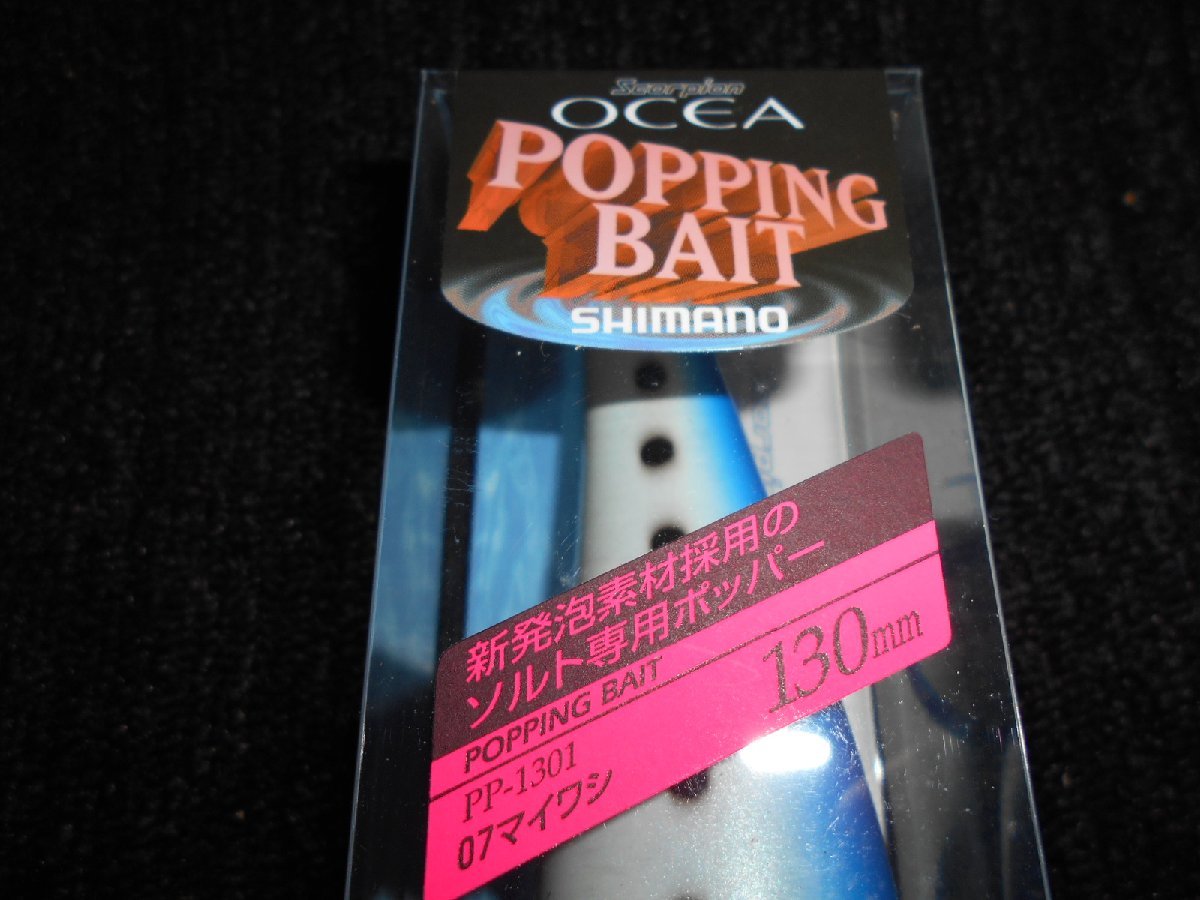 Scorpion
OCEA
POPPING
BAIT
SHIMANO
新発泡素材採用の
ソルト専用ポッパー
POPPING BAIT
130mm
PP-1301
07マイワシ